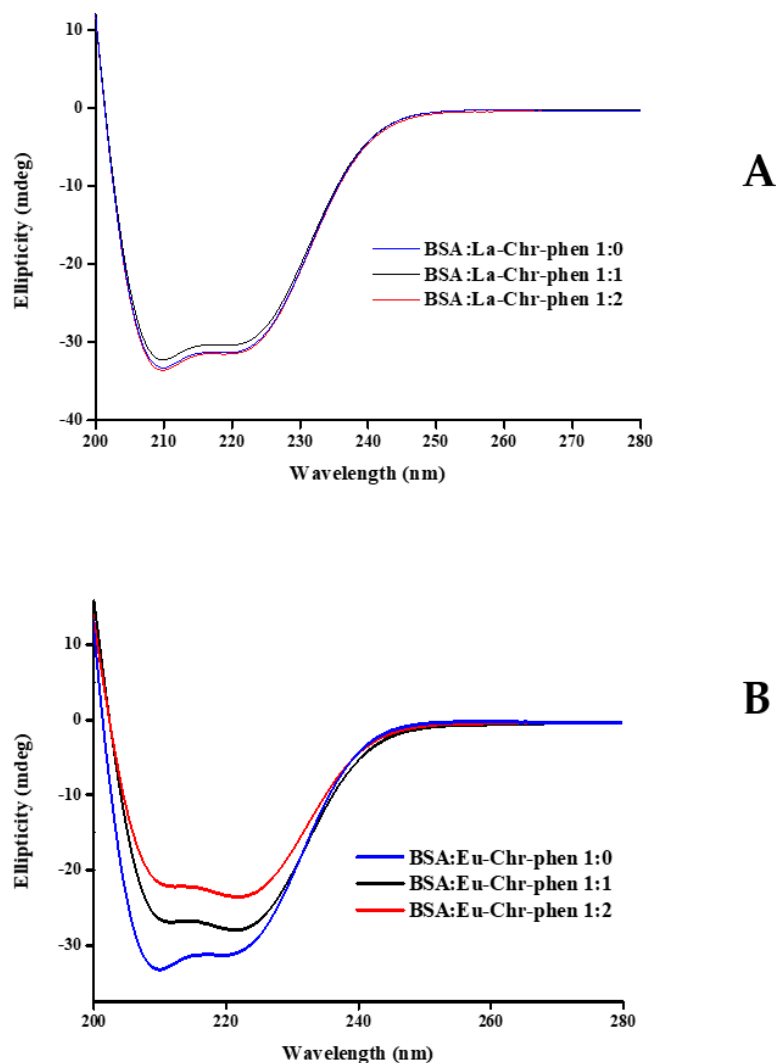 10
0
-10
-20
-30
-40
Ellipticity (mdeg)
BSA:La-Chr-phen 1:0
BSA:La-Chr-phen 1:1
BSA:La-Chr-phen 1:2
200 210 220 230 240 250 260 270 280
Wavelength (nm)
A
10
0
-10
-20
-30
Ellipticity (mdeg)
BSA:Eu-Chr-phen 1:0
BSA:Eu-Chr-phen 1:1
BSA:Eu-Chr-phen 1:2
200 220 240 260 280
Wavelength (nm)
B